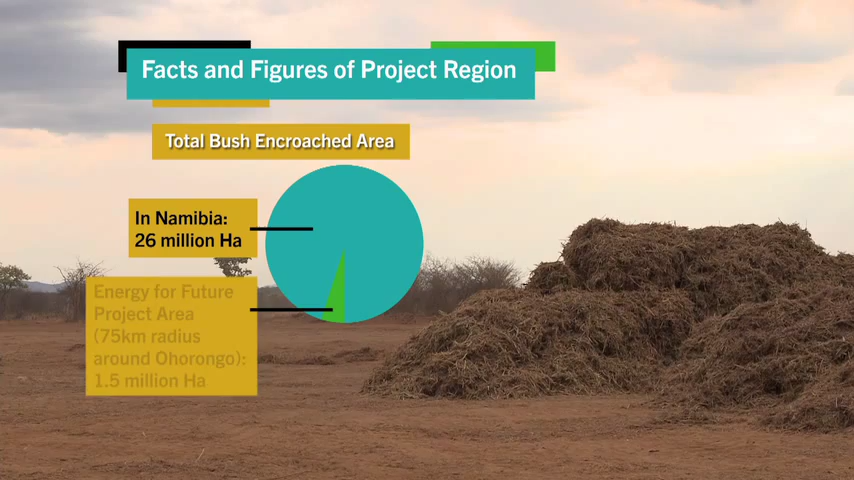 Facts and Figures of Project Region
Total Bush Encroached Area
In Namibia:
26 million Ha
Energy for Future
Project Area
(75km radius
around Ohorongo):
1.5 million Ha